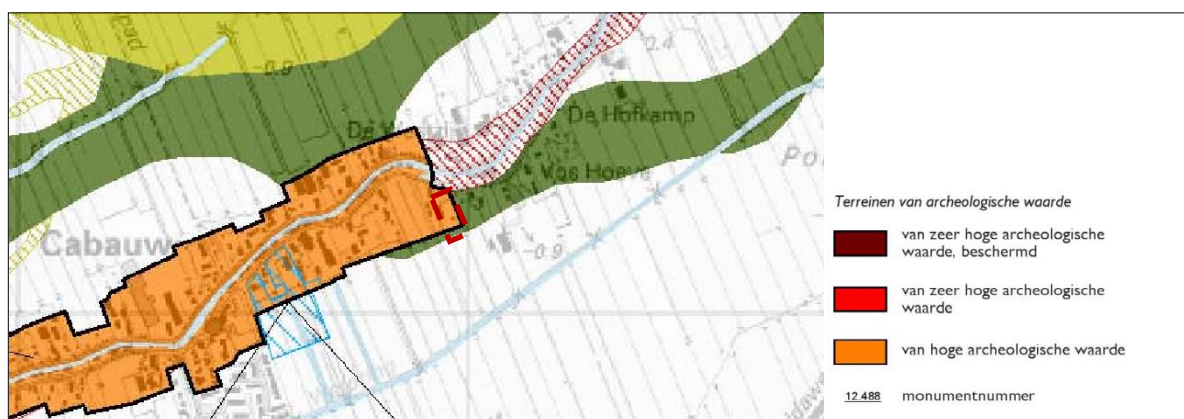 pad
-0.9
0.4
De Hofkamp
Vos Hoeve
Cabauw
-0.9
Terreinen van archeologische waarde
van zeer hoge archeologische
waarde, beschermd
van zeer hoge archeologische
waarde
van hoge archeologische waarde
12.488 monumentnummer